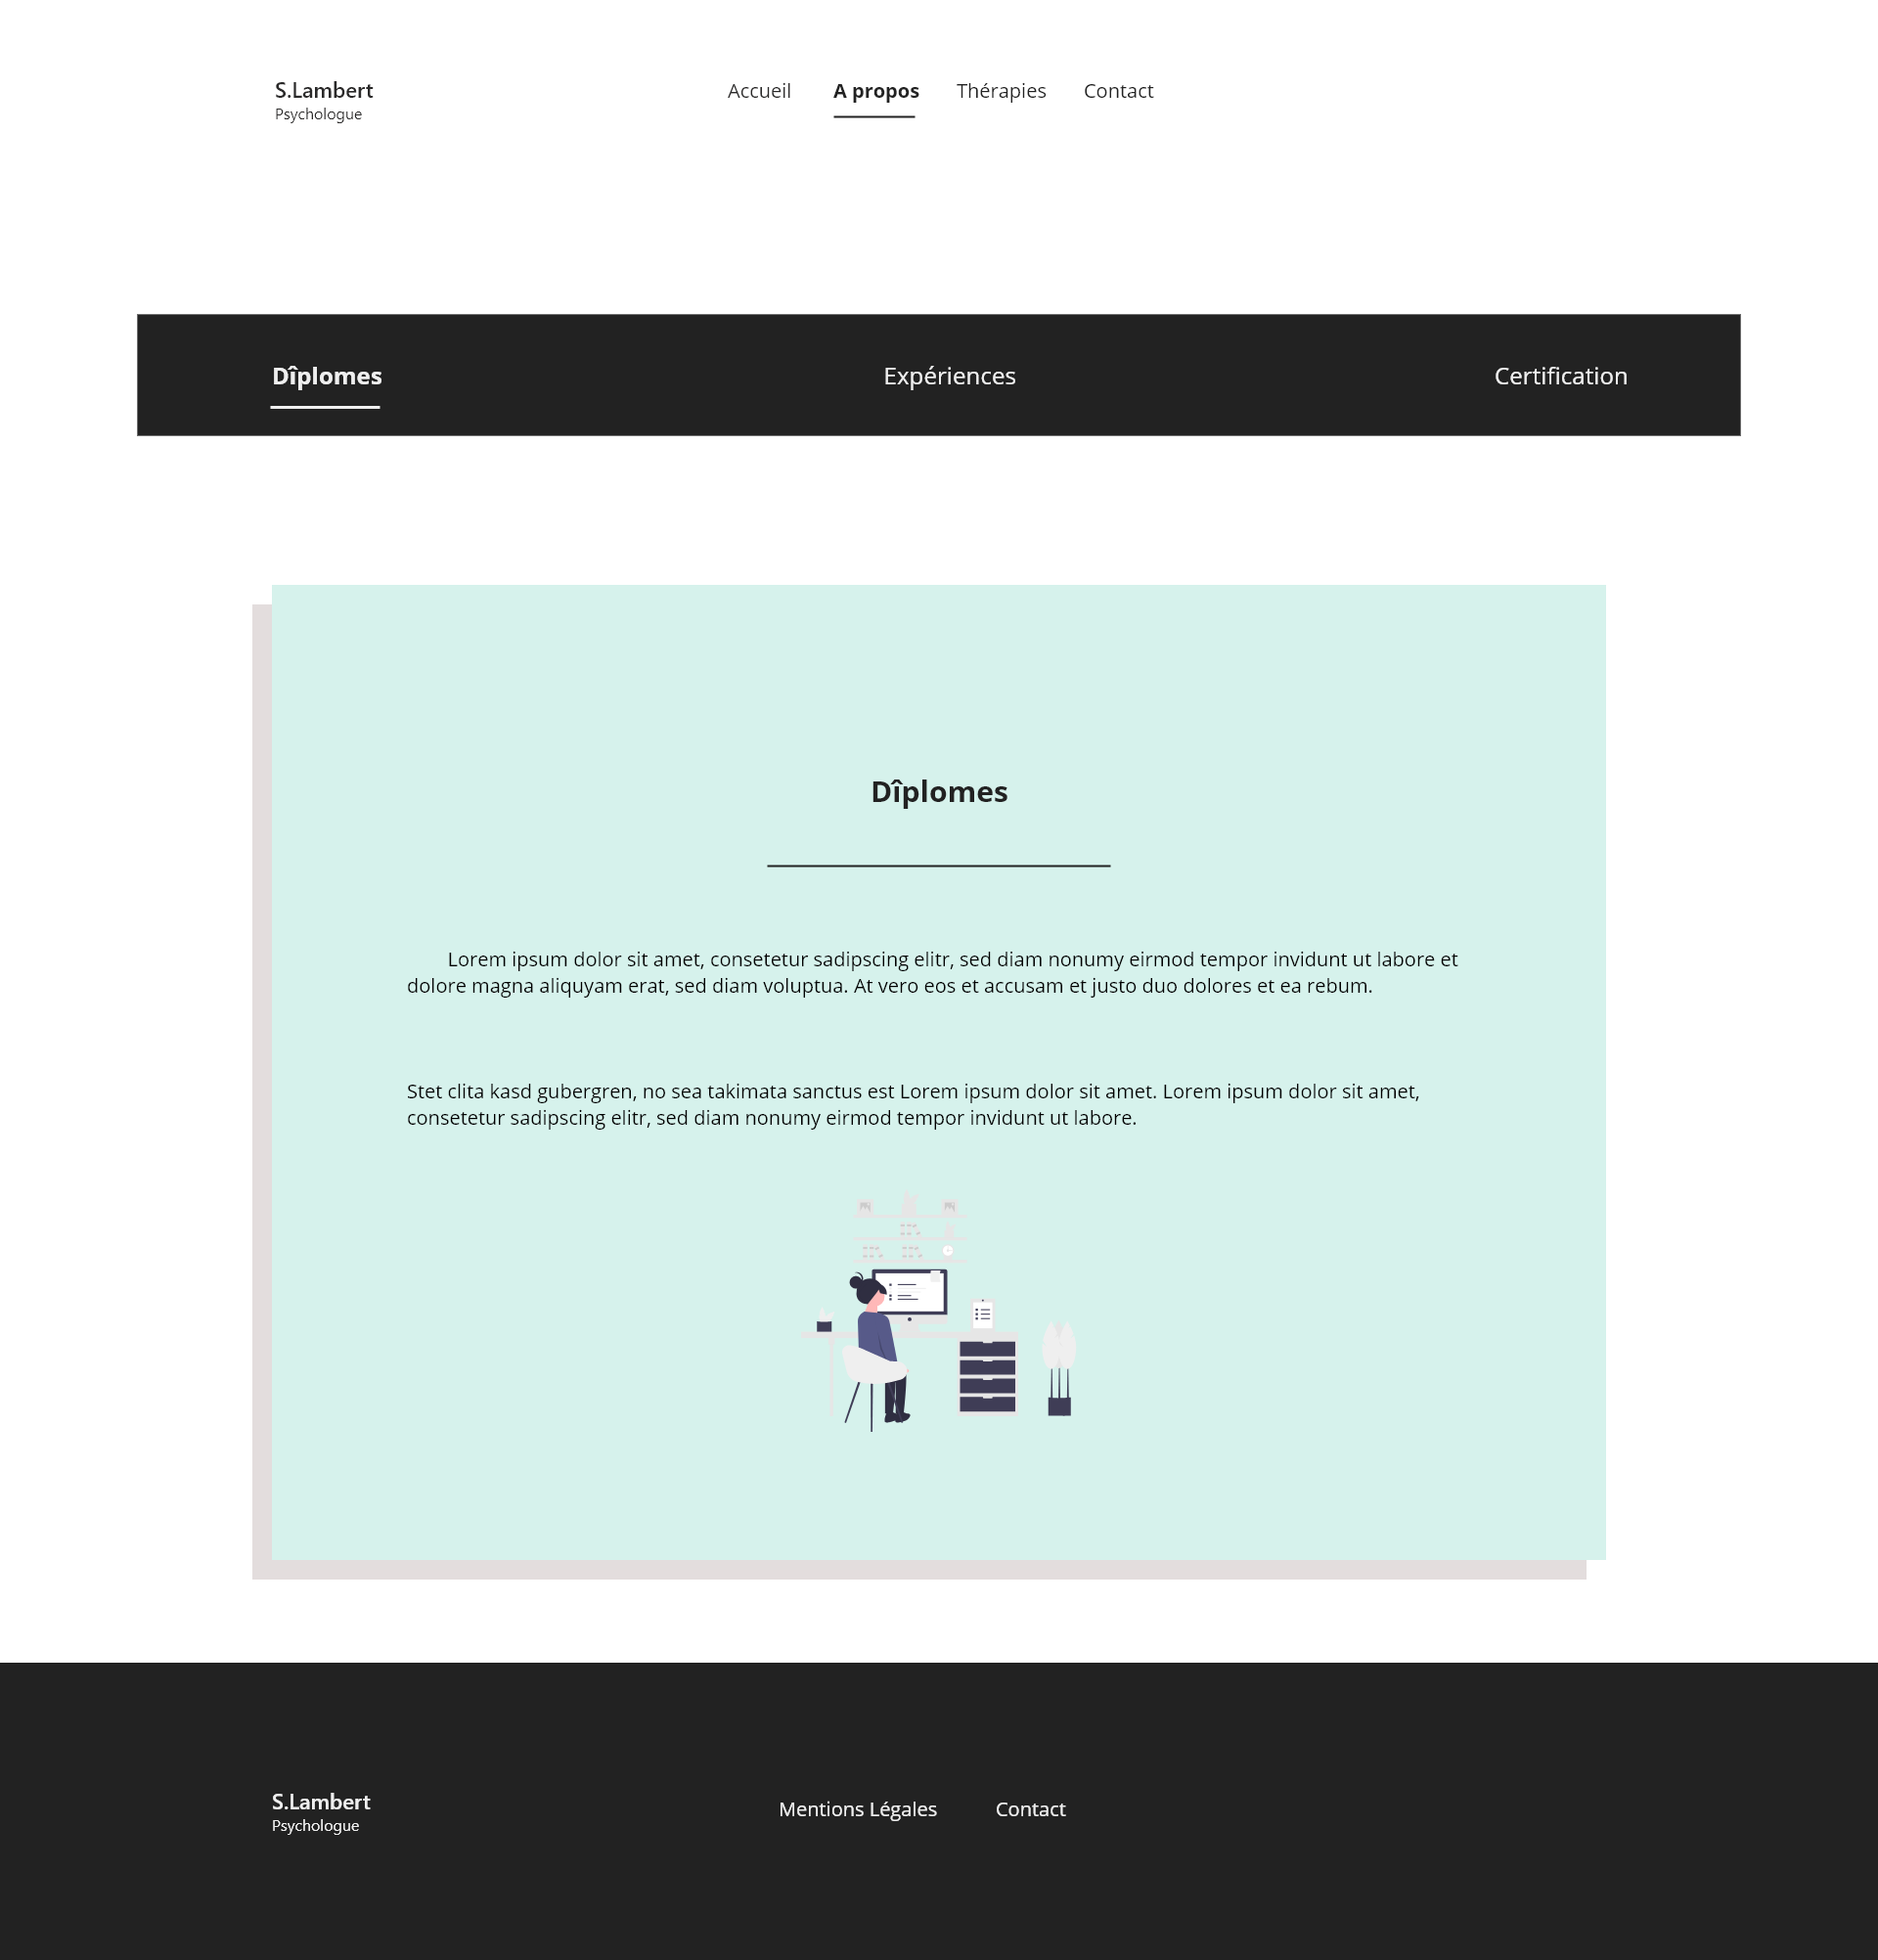 S.Lambert
Psychologue
Accueil
A propos
Thérapies
Contact
Dîplomes
Expériences
Certification
Dîplomes
Lorem ipsum dolor sit amet, consetetur sadipscing elitr, sed diam nonumy eirmod tempor invidunt ut labore et
dolore magna aliquyam erat, sed diam voluptua. At vero eos et accusam et justo duo dolores et ea rebum.
Stet clita kasd gubergren, no sea takimata sanctus est Lorem ipsum dolor sit amet. Lorem ipsum dolor sit amet,
consetetur sadipscing elitr, sed diam nonumy eirmod tempor invidunt ut labore.
S.Lambert
Psychologue
Mentions Légales
Contact